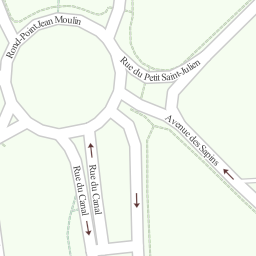 Rond-Point Jean Moulin
Rue du Petit Saint-Julien
Avenue des Sapins
Rue du Canal
Rue du Canal